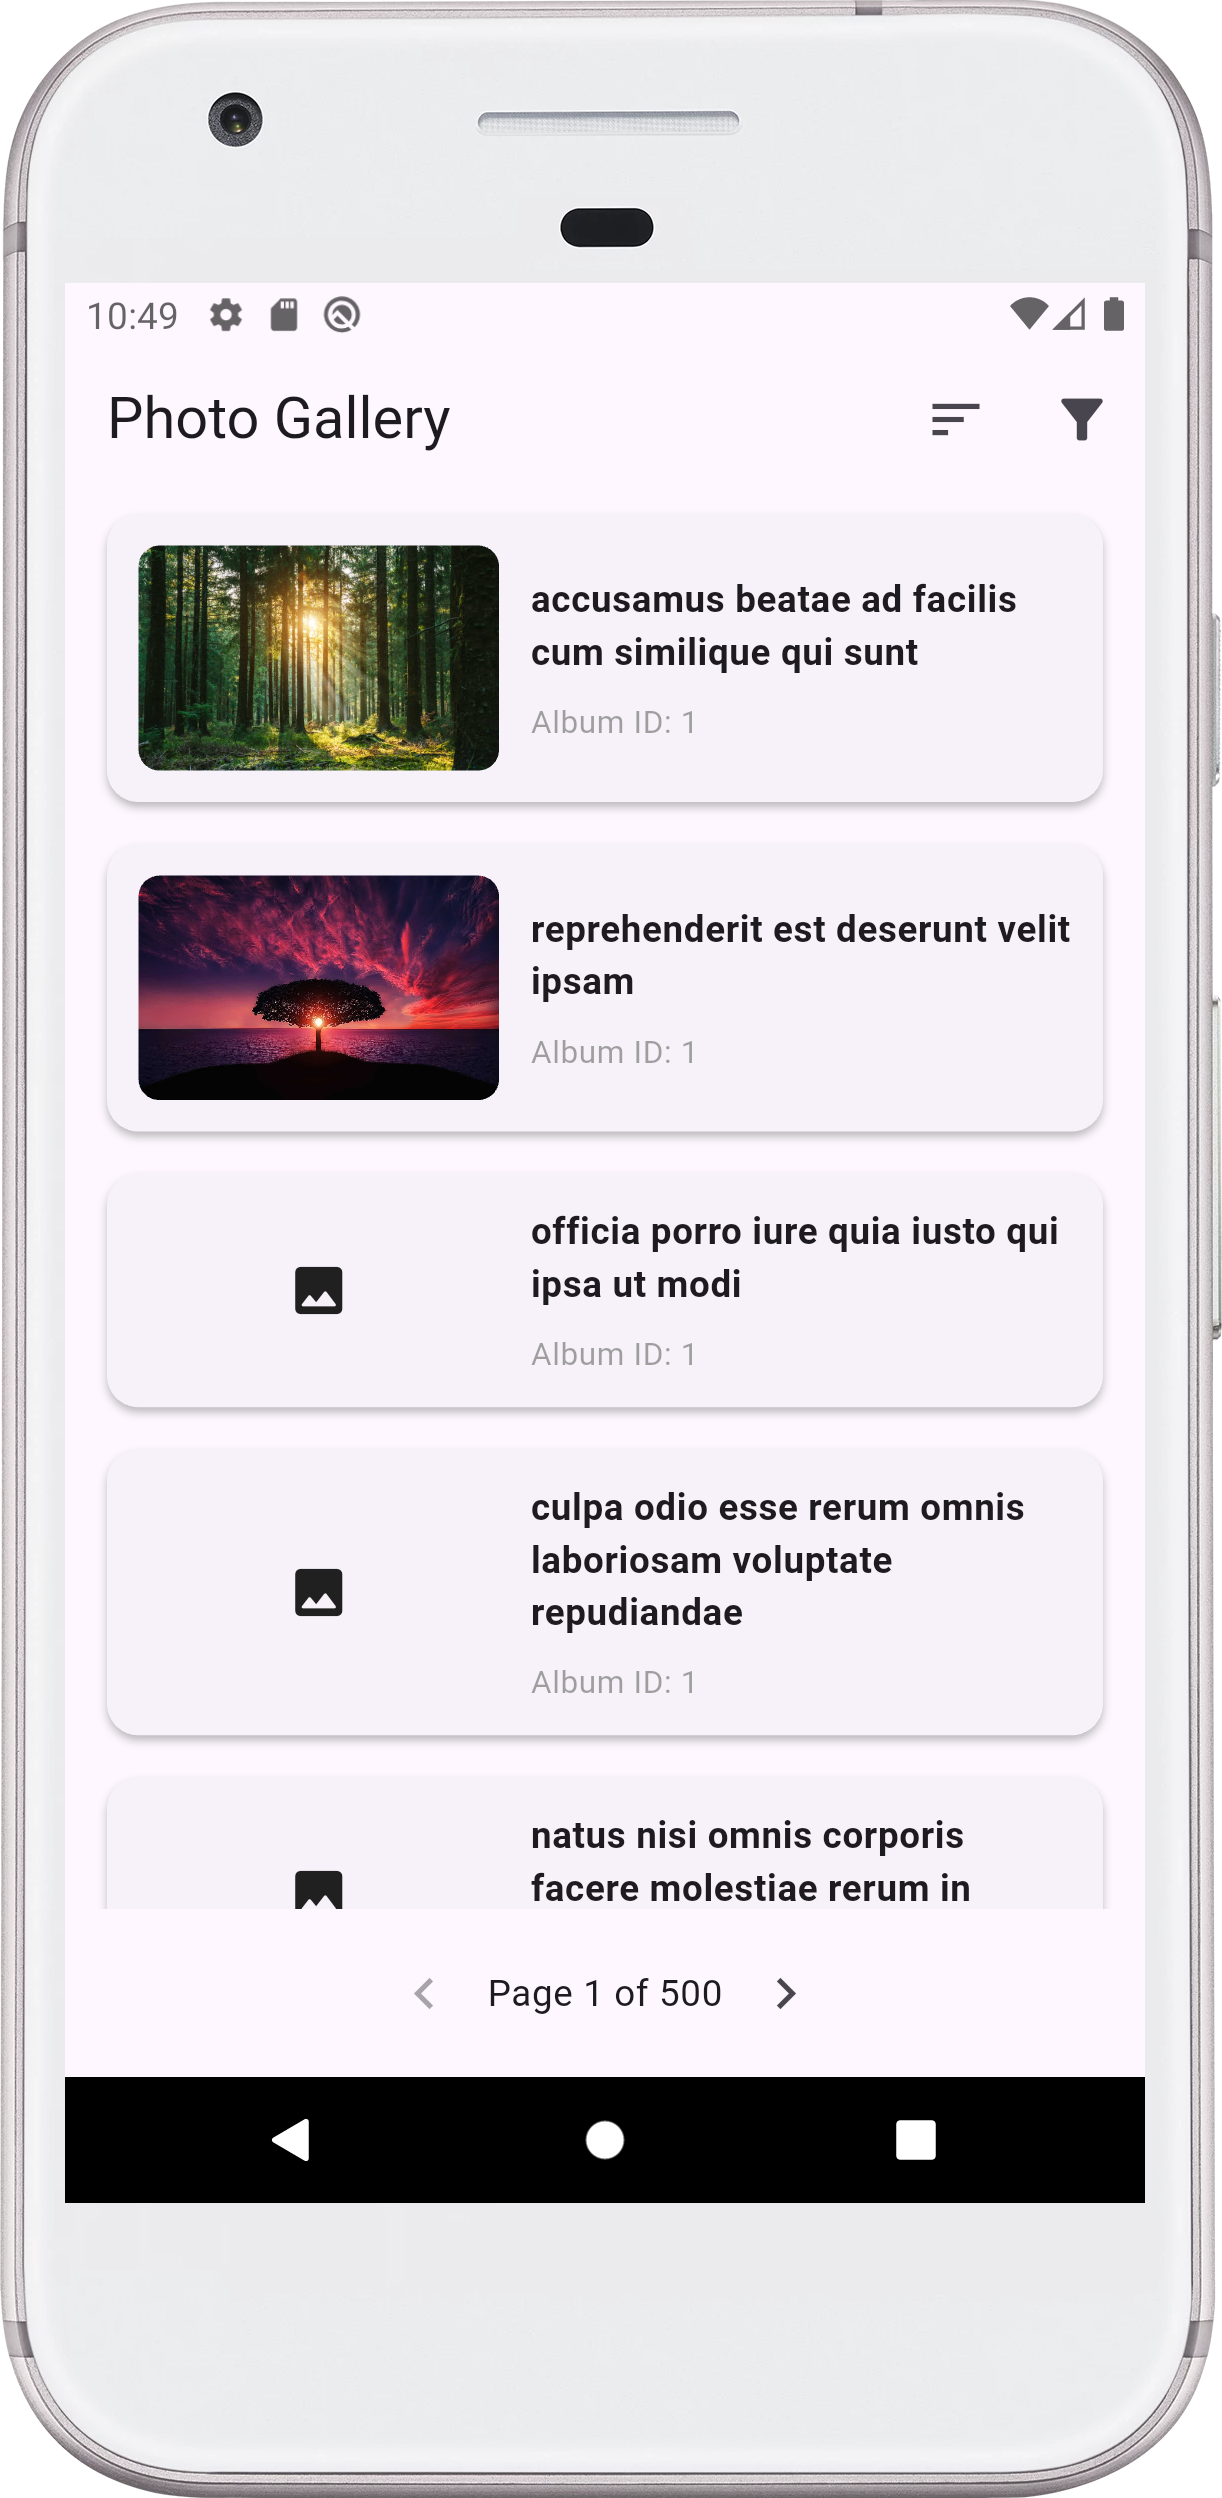 10:49
Photo Gallery
accusamus beatae ad facilis
cum similique qui sunt
Album ID: 1
reprehenderit est deserunt velit
ipsam
Album ID: 1
officia porro iure quia iusto qui
ipsa ut modi
Album ID: 1
culpa odio esse rerum omnis
laboriosam voluptate
repudiandae
Album ID: 1
natus nisi omnis corporis
facere molestiae rerum in
Page 1 of 500